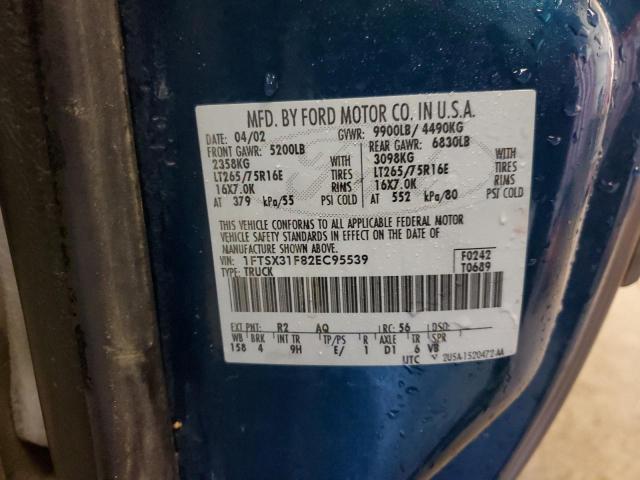 MFD. BY FORD MOTOR CO. IN U.S.A.
DATE: 04/02 GVWR: 9900LB/ 4490KG
FRONT GAWR: 5200LB REAR GAWR: 6830LB
2358KG WITH 3098KG WITH
LT265/75R16E TIRES LT265/75R16E TIRES
16X7.0K RIMS 16X7.0K RIMS
AT 379 kPa/55 PSI COLD AT 552 kPa/80 PSI COLD
THIS VEHICLE CONFORMS TO ALL APPLICABLE FEDERAL MOTOR
VEHICLE SAFETY STANDARDS IN EFFECT ON THE DATE OF
MANUFACTURE SHOWN ABOVE.
VIN: 1FTSX31F82EC95539 F0242
TYPE: TRUCK T0689
EXT PNT: R2 AQ RC: 56 DSO:
WB BRK INT TR TP/PS R AXLE TR SPR
158 4 9H E/ 1 D1 6 VB
UTC 2U5A-1520472-AA